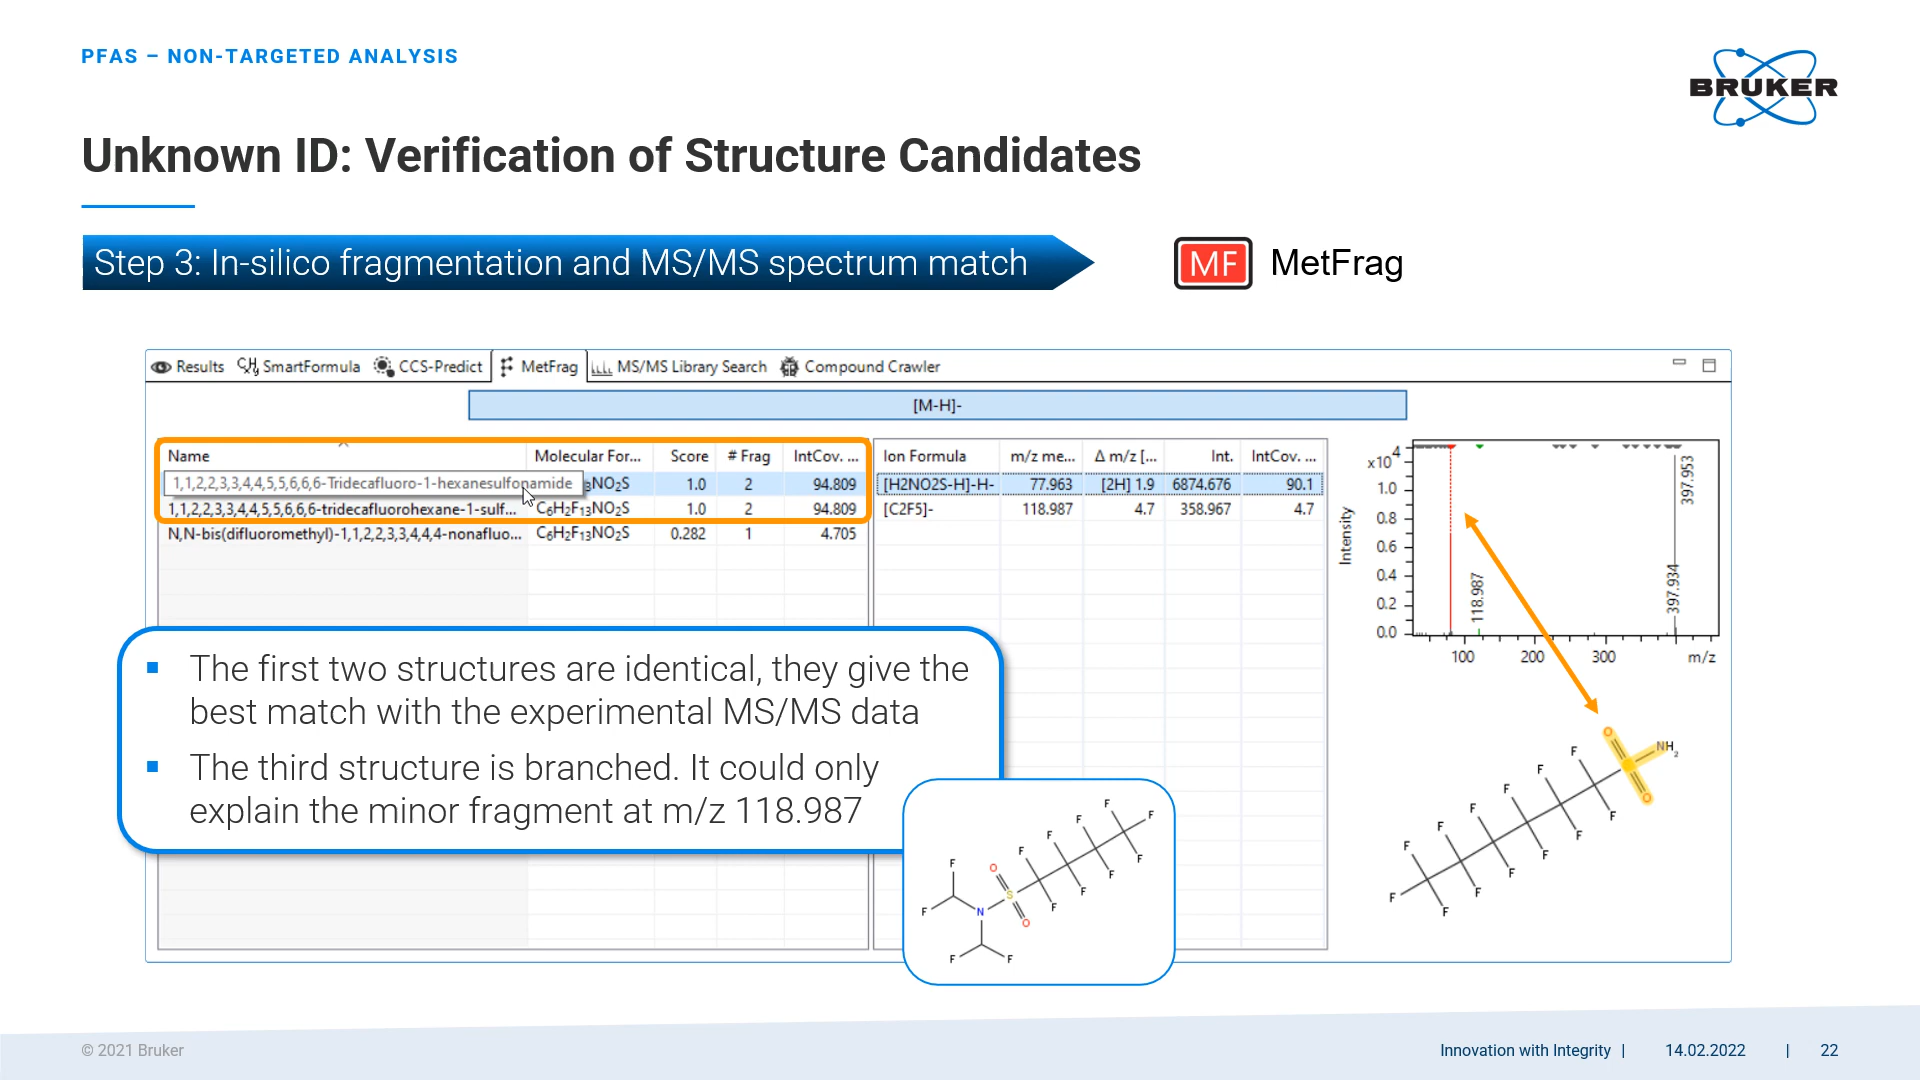 PFAS – NON-TARGETED ANALYSIS
BRUKER
Unknown ID: Verification of Structure Candidates
Step 3: In-silico fragmentation and MS/MS spectrum match
MF MetFrag
Results SmartFormula CCS-Predict MetFrag MS/MS Library Search Compound Crawler
[M-H]-
Name Molecular For... Score # Frag IntCov. ...
1,1,2,2,3,3,4,4,5,5,6,6,6-Tridecafluoro-1-hexanesulfonamide ₃NO₂S 1.0 2 94.809
1,1,2,2,3,3,4,4,5,5,6,6,6-tridecafluorohexane-1-sulf... C₆H₂F₁₃NO₂S 1.0 2 94.809
N,N-bis(difluoromethyl)-1,1,2,2,3,3,4,4,4-nonafluo... C₆H₂F₁₃NO₂S 0.282 1 4.705
Ion Formula m/z me... Δ m/z [... Int. IntCov. ...
[H2NO2S-H]-H- 77.963 [2H] 1.9 6874.676 90.1
[C2F5]- 118.987 4.7 358.967 4.7
x10⁴
1.0
0.8
0.6
0.4
0.2
0.0
Intensity
118.987
397.953
397.934
100 200 300 m/z
The first two structures are identical, they give the
best match with the experimental MS/MS data
The third structure is branched. It could only
explain the minor fragment at m/z 118.987
F F F F F F F F F F F F F O S O N
O S O NH₂ F F F F F F F F F F F F F
© 2021 Bruker
Innovation with Integrity | 14.02.2022 | 22